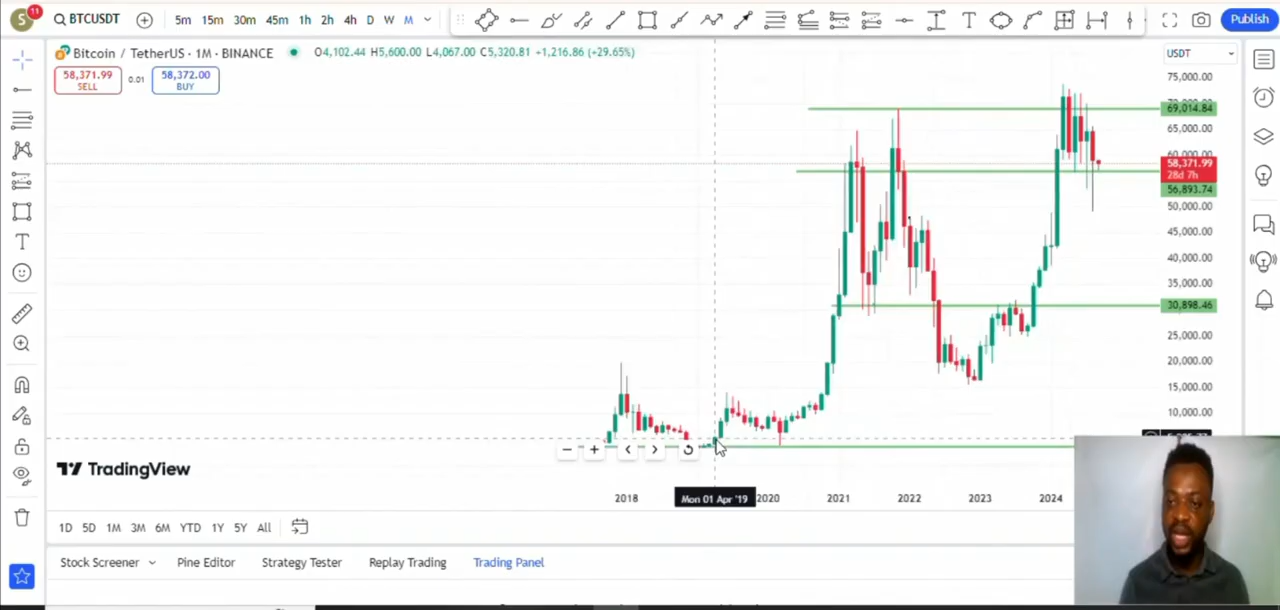 S 11 BTCUSDT 5m 15m 30m 45m 1h 2h 4h D W M Publish
Bitcoin / TetherUS · 1M · BINANCE O4,102.44 H5,600.00 L4,067.00 C5,320.81 +1,216.86 (+29.65%) USDT
58,371.99 0.01 58,372.00
SELL BUY
75,000.00
69,014.84
65,000.00
60,000.00
58,371.99
28d 7h
56,893.74
50,000.00
45,000.00
40,000.00
35,000.00
30,898.46
25,000.00
20,000.00
15,000.00
10,000.00
TradingView
2018 Mon 01 Apr '19 2020 2021 2022 2023 2024
1D 5D 1M 3M 6M YTD 1Y 5Y All
Stock Screener Pine Editor Strategy Tester Replay Trading Trading Panel